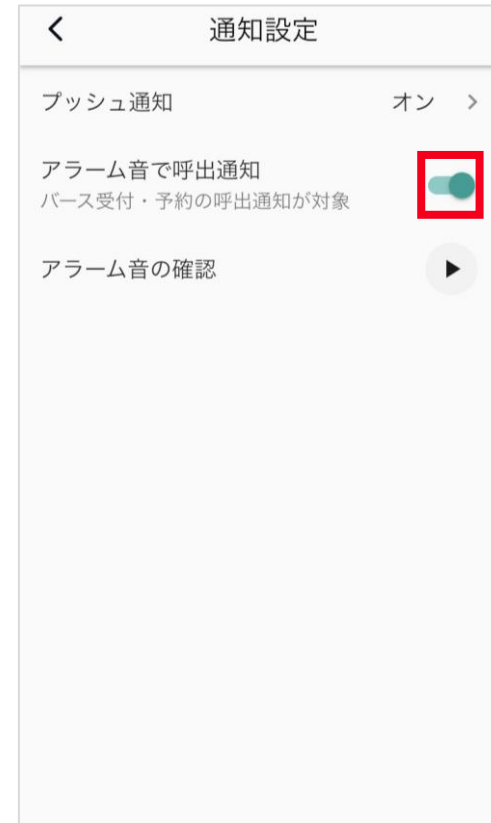 通知設定
プッシュ通知 オン
アラーム音で呼出通知
バース受付・予約の呼出通知が対象
アラーム音の確認